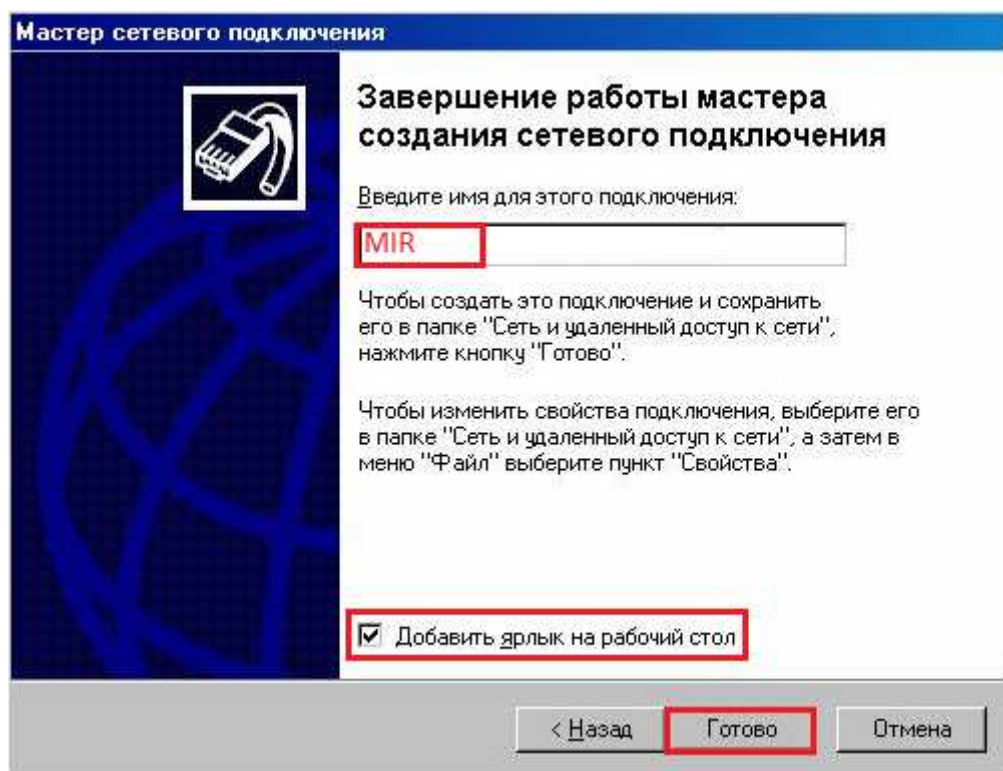 Мастер сетевого подключения
Завершение работы мастера
создания сетевого подключения
Введите имя для этого подключения:
MIR
Чтобы создать это подключение и сохранить
его в папке "Сеть и удаленный доступ к сети",
нажмите кнопку "Готово".
Чтобы изменить свойства подключения, выберите его
в папке "Сеть и удаленный доступ к сети", а затем в
меню "Файл" выберите пункт "Свойства".
Добавить ярлык на рабочий стол
< Назад
Готово
Отмена